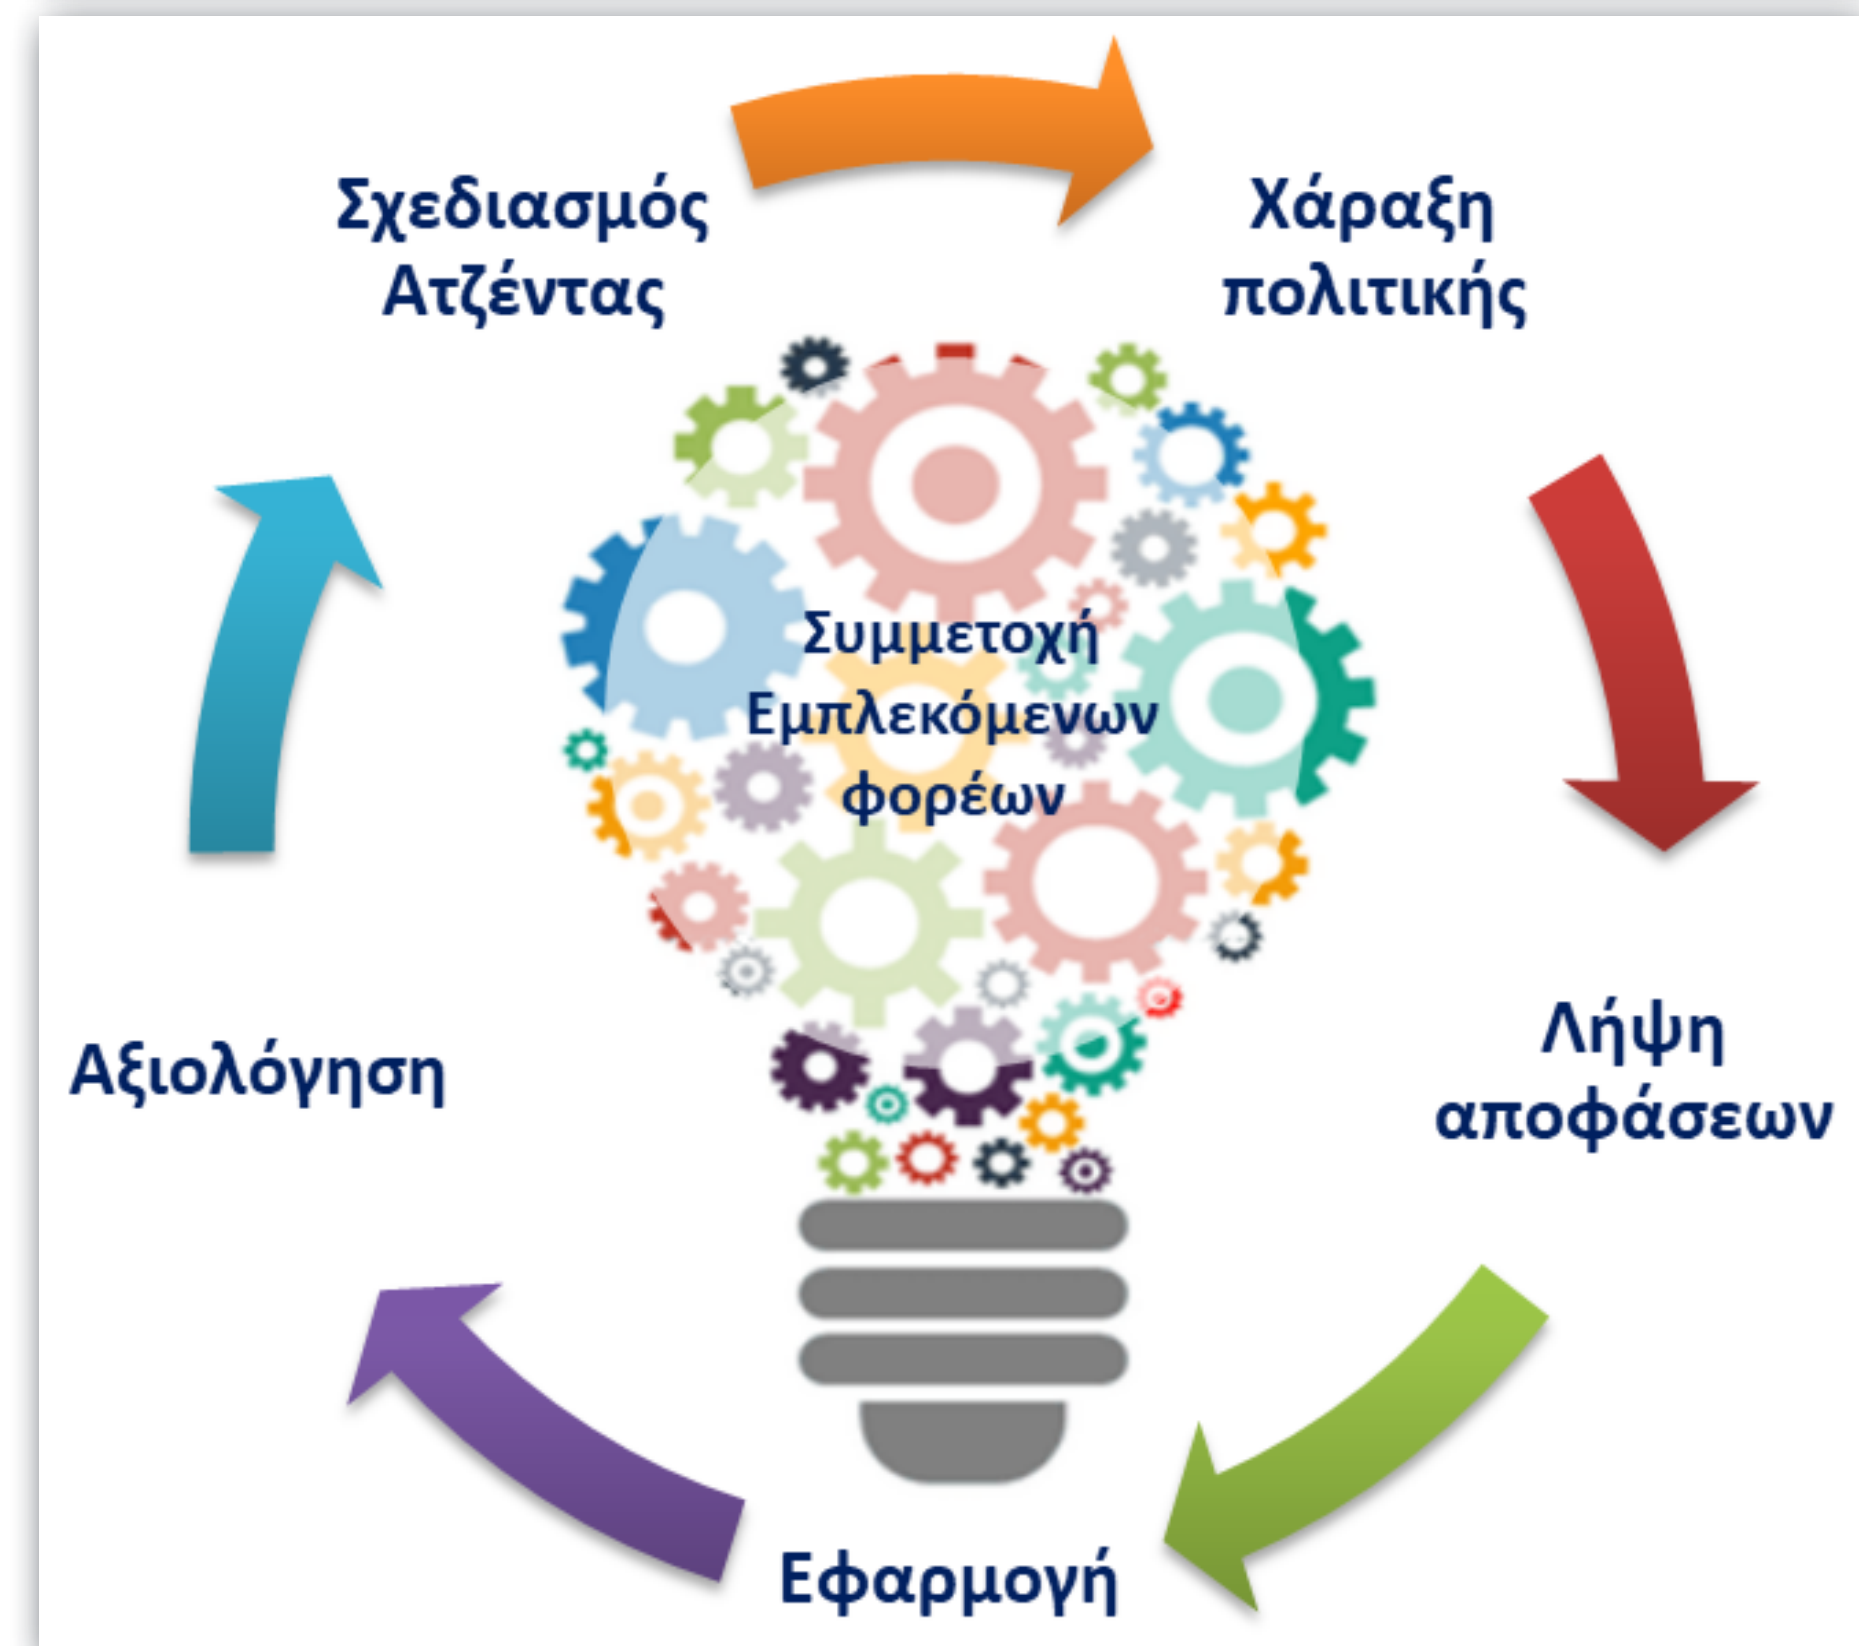 Σχεδιασμός
Ατζέντας
Χάραξη
πολιτικής
Συμμετοχή
Εμπλεκόμενων
φορέων
Λήψη
αποφάσεων
Αξιολόγηση
Εφαρμογή